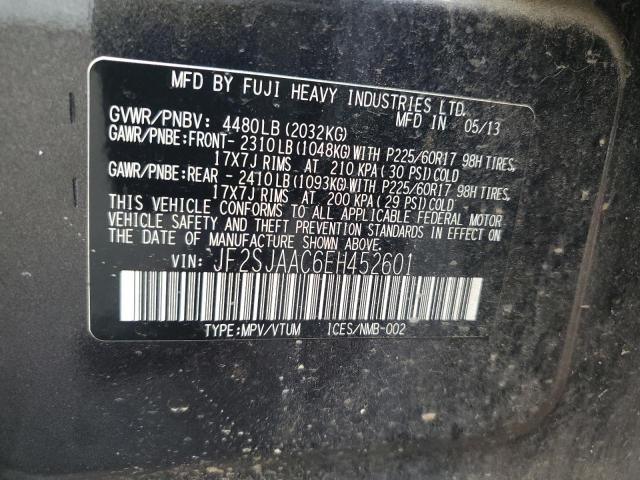 MFD BY FUJI HEAVY INDUSTRIES LTD.
GVWR/PNBV: 4480LB(2032KG) MFD IN 05/13
GAWR/PNBE:FRONT- 2310LB(1048KG)WITH P225/60R17 98H TIRES,
17X7J RIMS AT 210 KPA(30 PSI)COLD
GAWR/PNBE:REAR - 2410LB(1093KG)WITH P225/60R17 98H TIRES,
17X7J RIMS AT 200 KPA(29 PSI)COLD
THIS VEHICLE CONFORMS TO ALL APPLICABLE FEDERAL MOTOR
VEHICLE SAFETY AND THEFT PREVENTION STANDARDS IN EFFECT ON
THE DATE OF MANUFACTURE SHOWN ABOVE.
VIN: JF2SJAAC6EH452601
TYPE:MPV/VTUM ICES/NMB-002